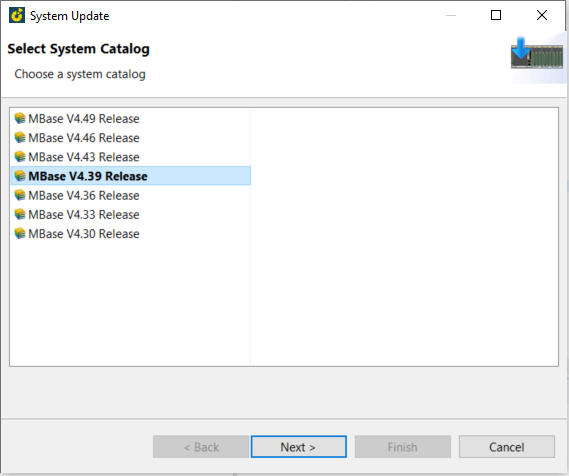 System Update
Select System Catalog
Choose a system catalog
MBase V4.49 Release
MBase V4.46 Release
MBase V4.43 Release
MBase V4.39 Release
MBase V4.36 Release
MBase V4.33 Release
MBase V4.30 Release
< Back Next > Finish Cancel